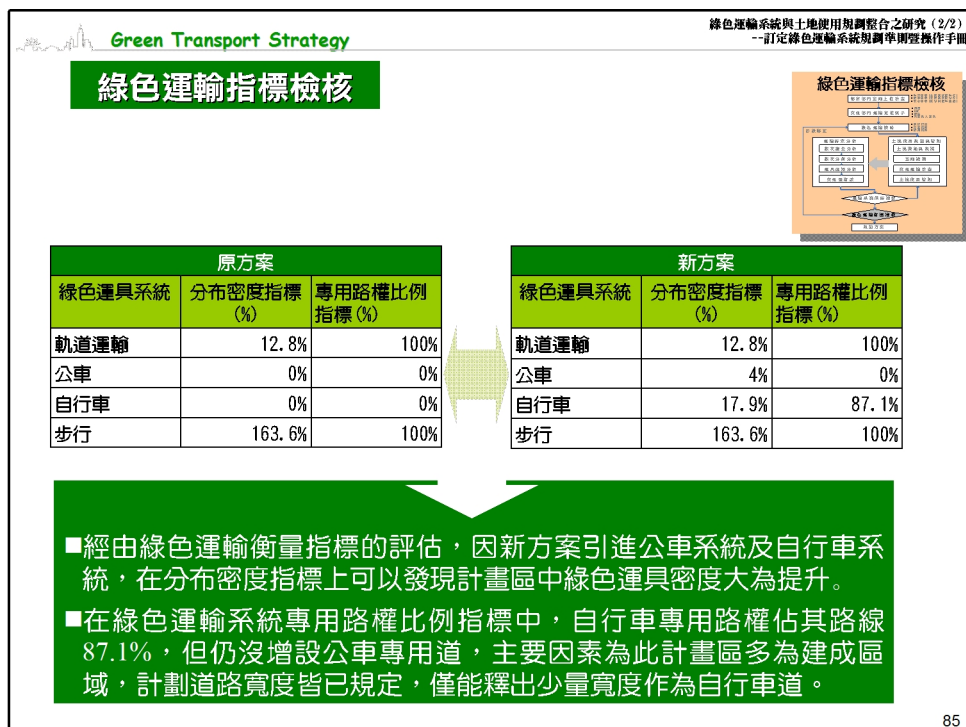 Green Transport Strategy
綠色運輸系統與土地使用規劃整合之研究（2/2）
--訂定綠色運輸系統規劃準則暨操作手冊
綠色運輸指標檢核
綠色運輸指標檢核
原方案
綠色運具系統 分布密度指標(%) 專用路權比例指標(%)
軌道運輸 12.8% 100%
公車 0% 0%
自行車 0% 0%
步行 163.6% 100%
新方案
綠色運具系統 分布密度指標(%) 專用路權比例指標(%)
軌道運輸 12.8% 100%
公車 4% 0%
自行車 17.9% 87.1%
步行 163.6% 100%
■經由綠色運輸衡量指標的評估，因新方案引進公車系統及自行車系
統，在分布密度指標上可以發現計畫區中綠色運具密度大為提升。
■在綠色運輸系統專用路權比例指標中，自行車專用路權佔其路線
87.1%，但仍沒增設公車專用道，主要因素為此計畫區多為建成區
域，計劃道路寬度皆已規定，僅能釋出少量寬度作為自行車道。
85